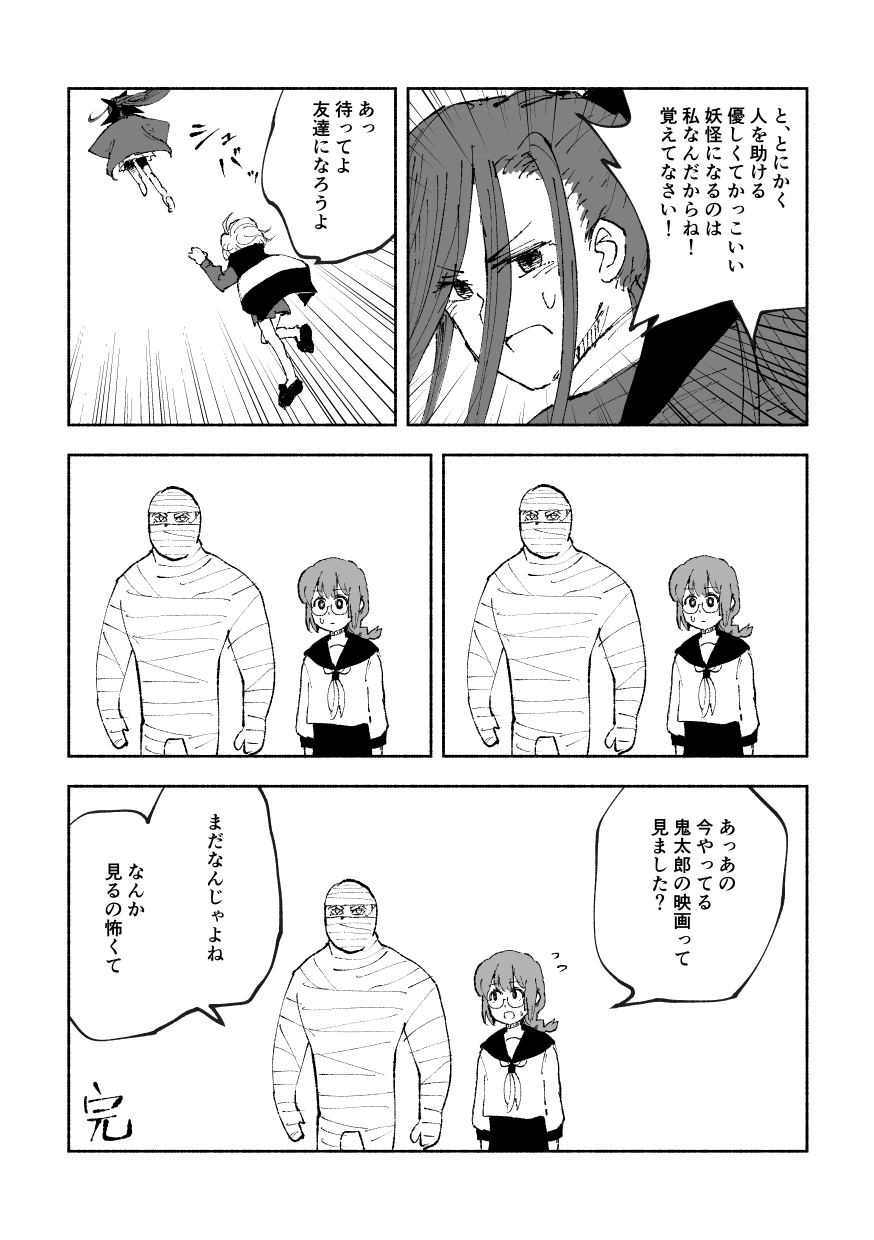 と、とにかく
人を助ける
優しくてかっこいい
妖怪になるのは
私なんだからね！
覚えてなさい！
あっ
待ってよ
友達になろうよ
ビュバッ
あっあの
今やってる
鬼太郎の映画って
見ました？
まだなんじゃよね
なんか
見るの怖くて
完